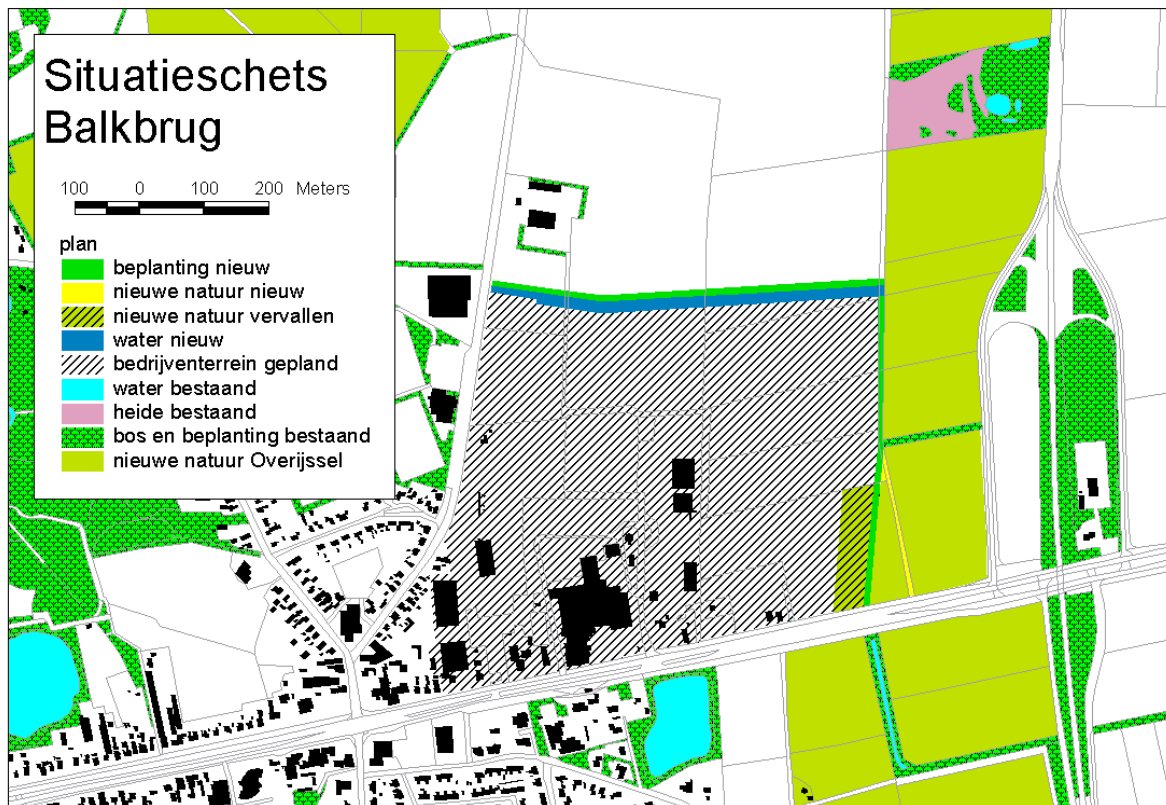 Situatieschets
Balkbrug
100 0 100 200 Meters
plan
beplanting nieuw
nieuwe natuur nieuw
nieuwe natuur vervallen
water nieuw
bedrijventerrein gepland
water bestaand
heide bestaand
bos en beplanting bestaand
nieuwe natuur Overijssel